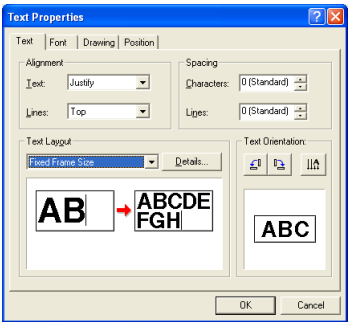 Text Properties
Text Font Drawing Position
Alignment
Text: Justify
Lines: Top
Spacing
Characters: 0 (Standard)
Lines: 0 (Standard)
Text Layout
Fixed Frame Size Details...
AB ABCDE
FGH
Text Orientation:
ABC
OK Cancel